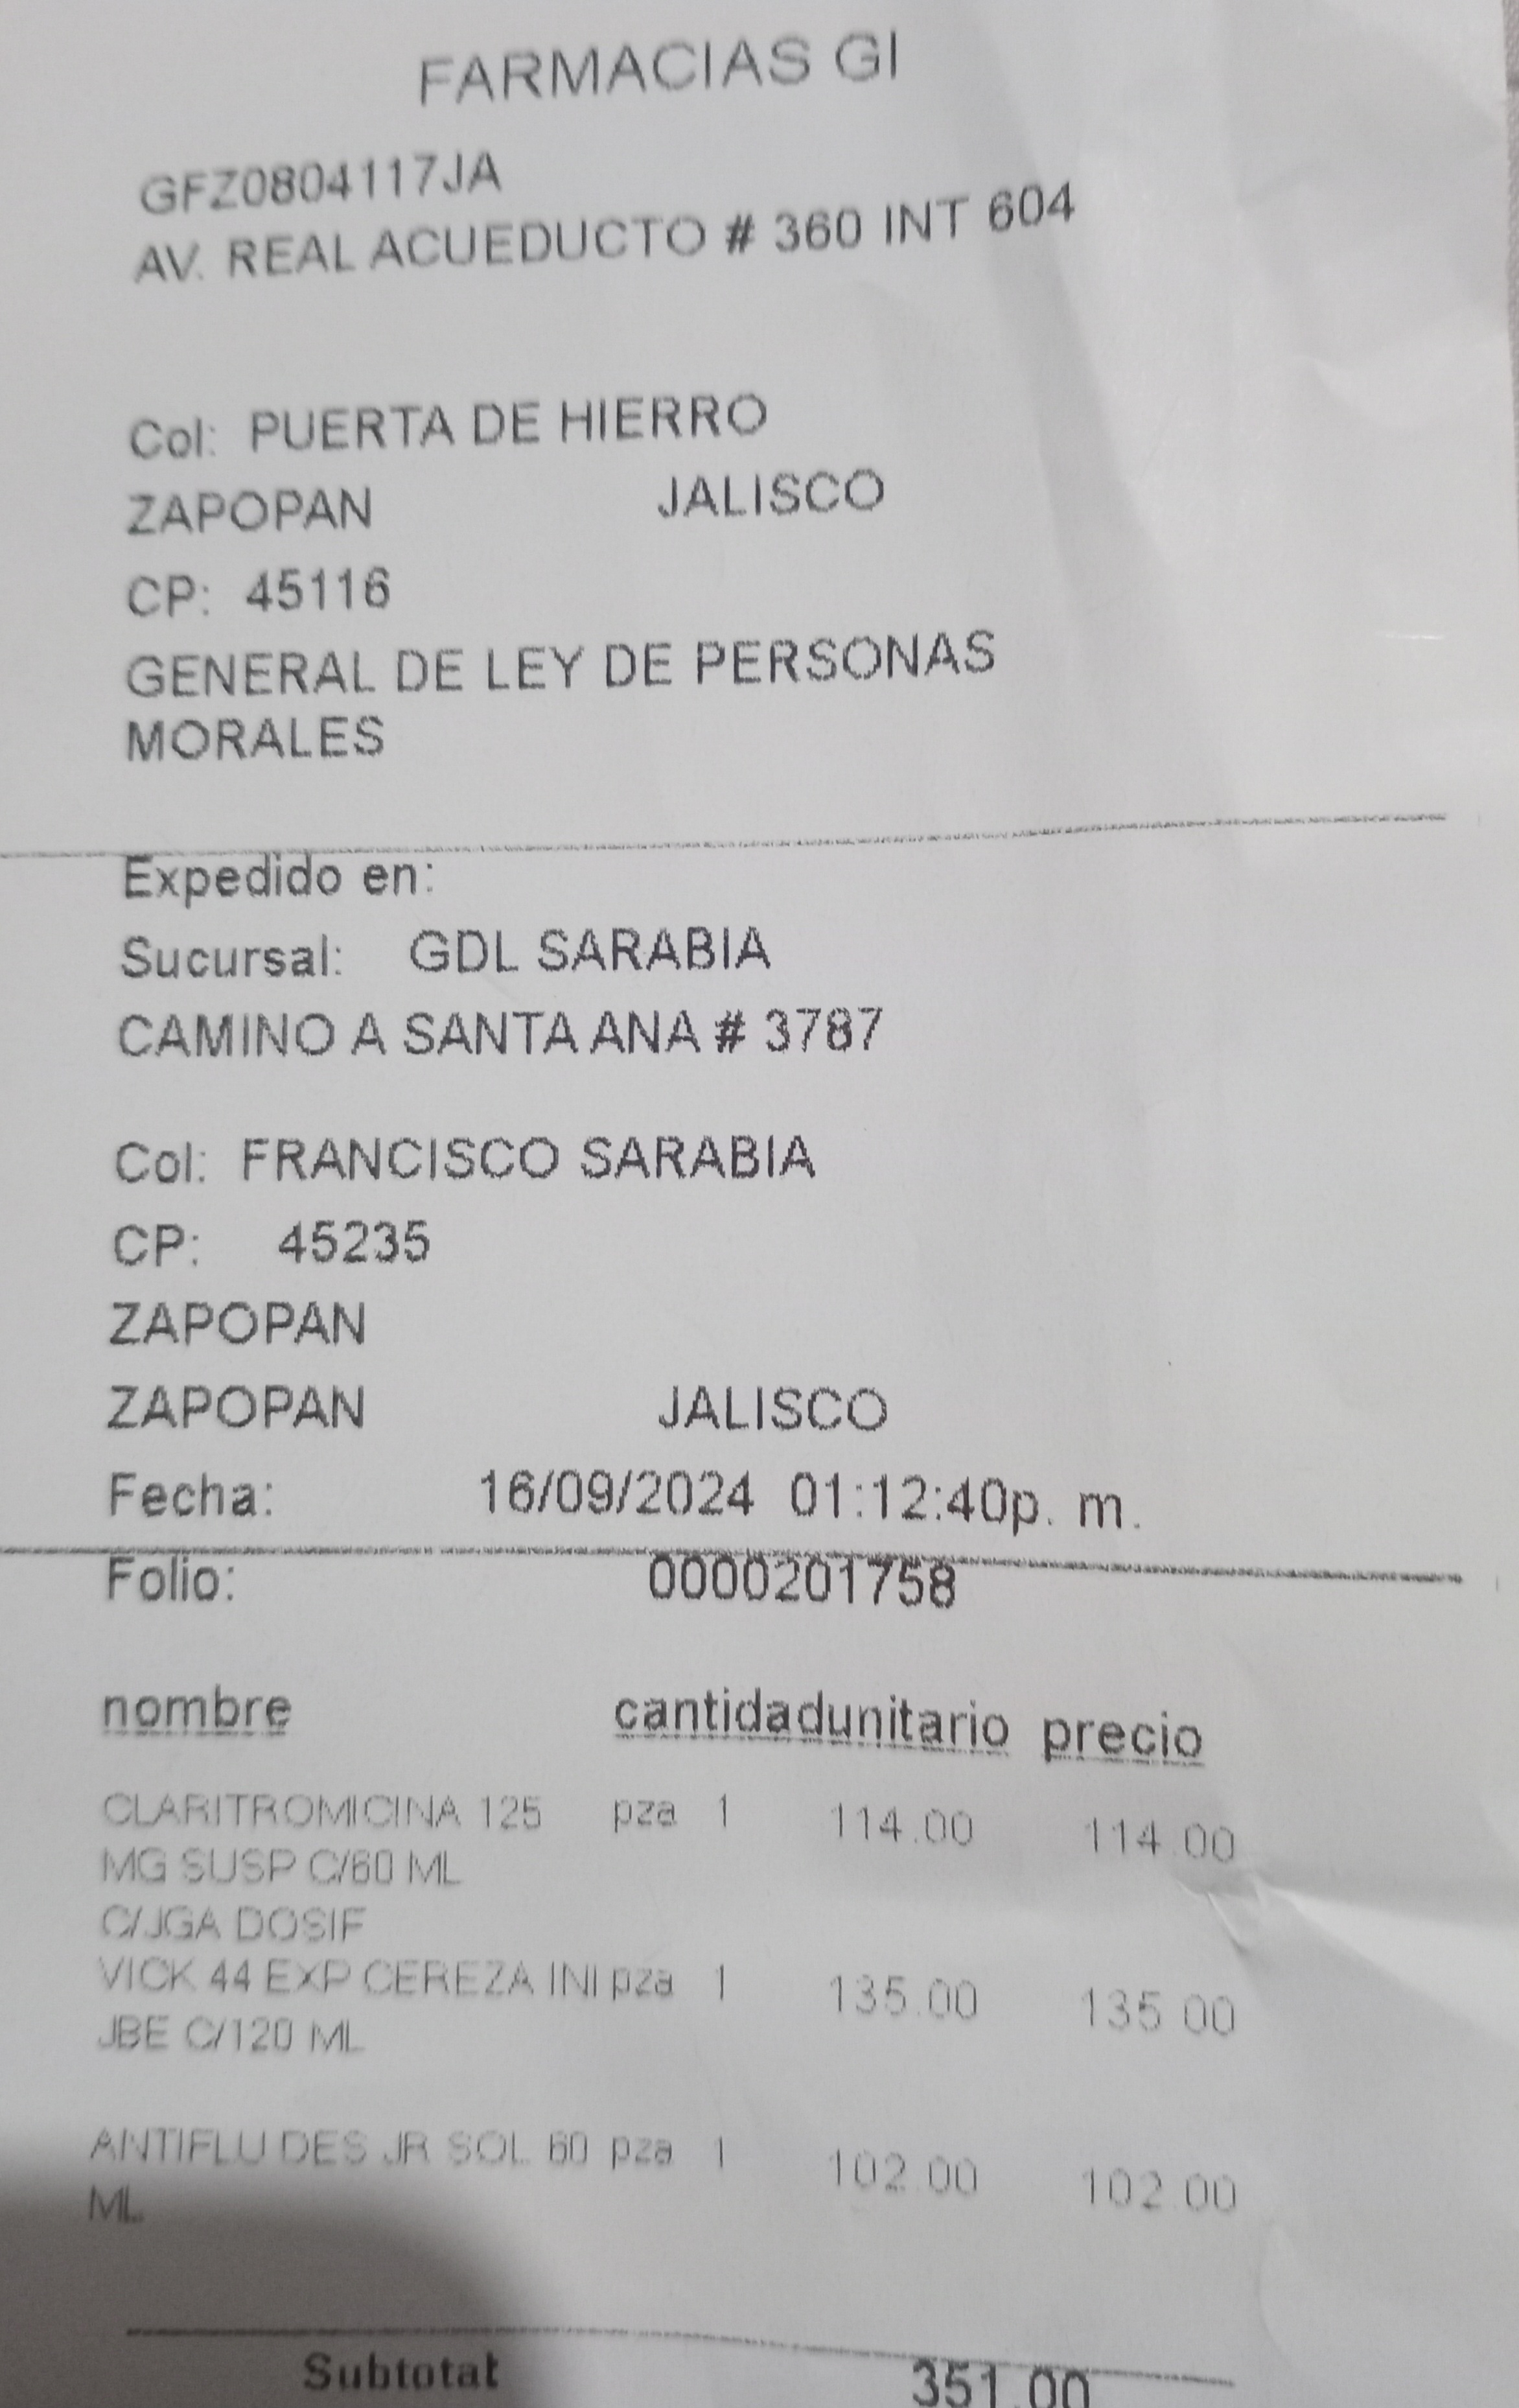 FARMACIAS GI
GFZ0804117JA
AV. REAL ACUEDUCTO # 360 INT 604
Col: PUERTA DE HIERRO
ZAPOPAN JALISCO
CP: 45116
GENERAL DE LEY DE PERSONAS
MORALES
Expedido en:
Sucursal: GDL SARABIA
CAMINO A SANTA ANA # 3787
Col: FRANCISCO SARABIA
CP: 45235
ZAPOPAN
ZAPOPAN JALISCO
Fecha: 16/09/2024 01:12:40p. m.
Folio: 0000201758
nombre cantidadunitario precio
CLARITROMICINA 125 pza 1 114.00 114.00
MG SUSP C/60 ML
C/JGA DOSIF
VICK 44 EXP CEREZA INI pza 1 135.00 135.00
JBE C/120 ML
ANTIFLU DES JR SOL 60 pza 1 102.00 102.00
ML
Subtotal 351.00